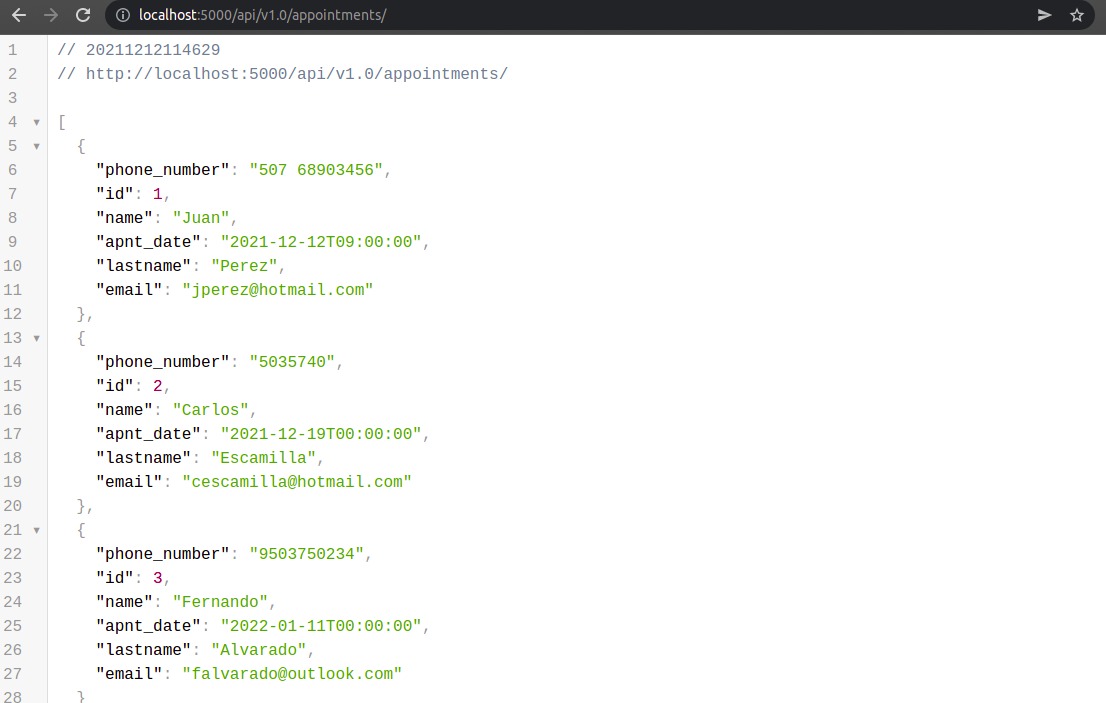 localhost:5000/api/v1.0/appointments/
1 // 20211212114629
2 // http://localhost:5000/api/v1.0/appointments/
3
4 [
5 {
6 "phone_number": "507 68903456",
7 "id": 1,
8 "name": "Juan",
9 "apnt_date": "2021-12-12T09:00:00",
10 "lastname": "Perez",
11 "email": "jperez@hotmail.com"
12 },
13 {
14 "phone_number": "5035740",
15 "id": 2,
16 "name": "Carlos",
17 "apnt_date": "2021-12-19T00:00:00",
18 "lastname": "Escamilla",
19 "email": "cescamilla@hotmail.com"
20 },
21 {
22 "phone_number": "9503750234",
23 "id": 3,
24 "name": "Fernando",
25 "apnt_date": "2022-01-11T00:00:00",
26 "lastname": "Alvarado",
27 "email": "falvarado@outlook.com"
28 }